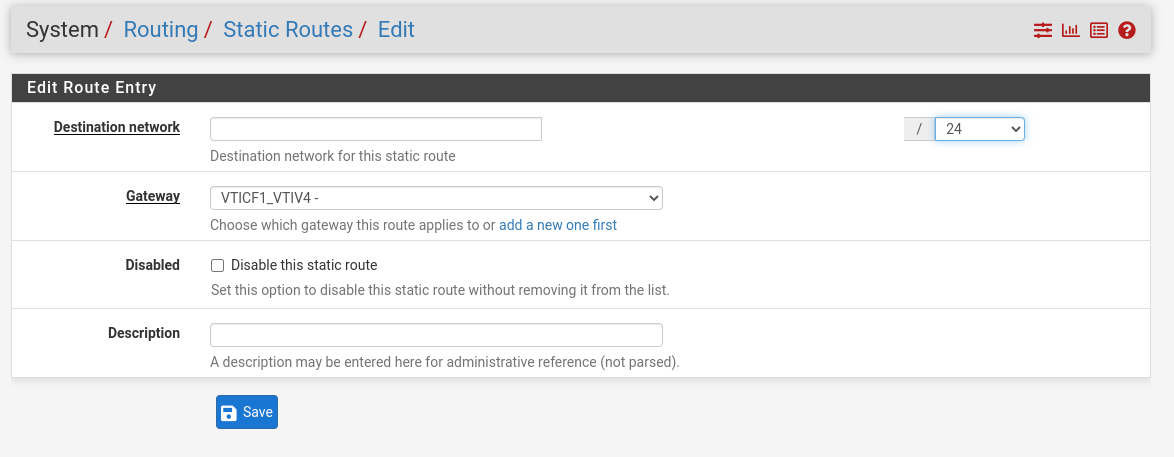 System / Routing / Static Routes / Edit
Edit Route Entry
Destination network / 24
Destination network for this static route
Gateway VTICF1_VTIV4 -
Choose which gateway this route applies to or add a new one first
Disabled Disable this static route
Set this option to disable this static route without removing it from the list.
Description
A description may be entered here for administrative reference (not parsed).
Save